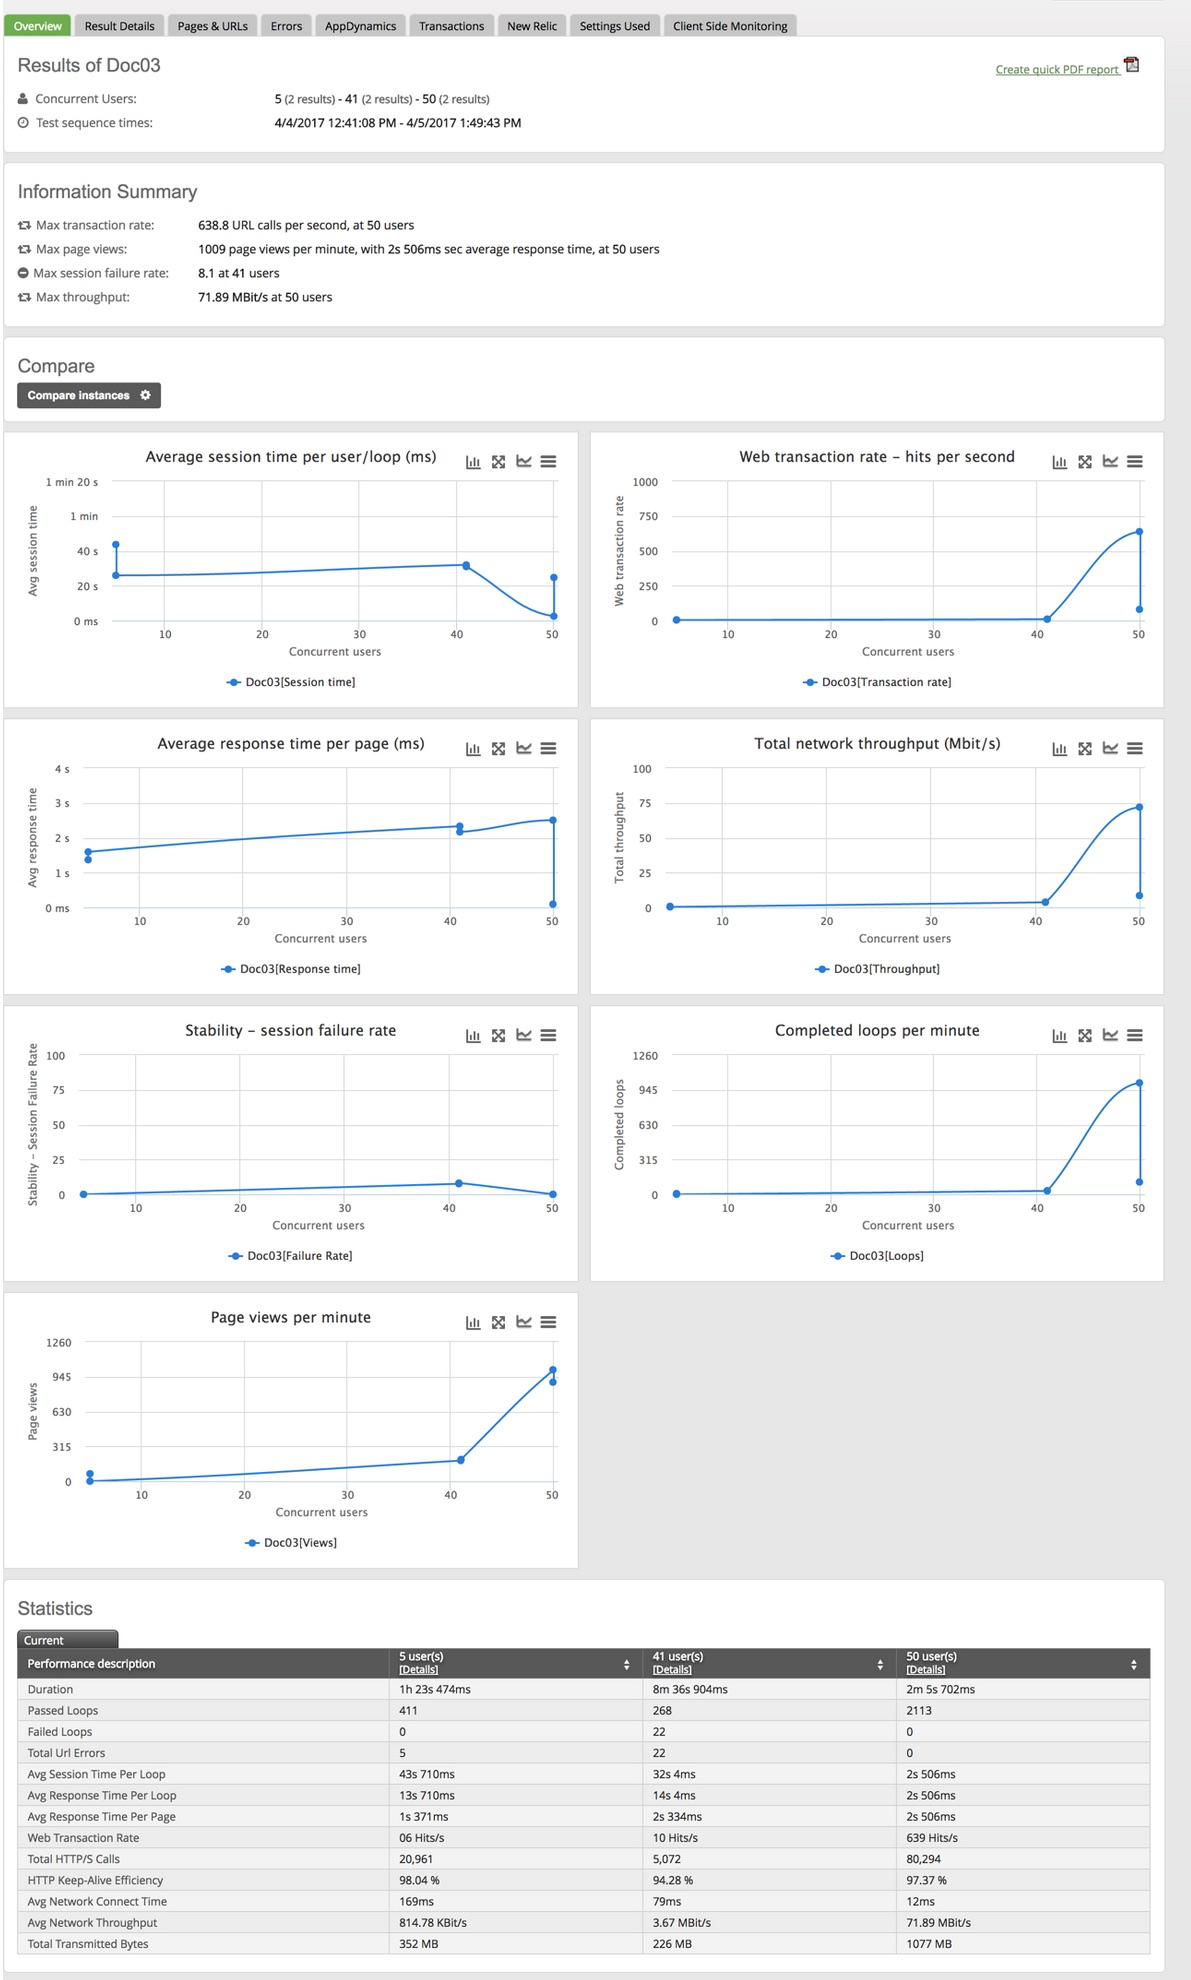 Overview Result Details Pages & URLs Errors AppDynamics Transactions New Relic Settings Used Client Side Monitoring
Results of Doc03
Create quick PDF report
Concurrent Users: 5 (2 results) - 41 (2 results) - 50 (2 results)
Test sequence times: 4/4/2017 12:41:08 PM - 4/5/2017 1:49:43 PM
Information Summary
Max transaction rate: 638.8 URL calls per second, at 50 users
Max page views: 1009 page views per minute, with 2s 506ms sec average response time, at 50 users
Max session failure rate: 8.1 at 41 users
Max throughput: 71.89 MBit/s at 50 users
Compare
Compare instances
Average session time per user/loop (ms)
Avg session time
1 min 20 s
1 min
40 s
20 s
0 ms
10 20 30 40 50
Concurrent users
Doc03[Session time]
Web transaction rate – hits per second
Web transaction rate
1000
750
500
250
0
10 20 30 40 50
Concurrent users
Doc03[Transaction rate]
Average response time per page (ms)
Avg response time
4 s
3 s
2 s
1 s
0 ms
10 20 30 40 50
Concurrent users
Doc03[Response time]
Total network throughput (Mbit/s)
Total throughput
100
75
50
25
0
10 20 30 40 50
Concurrent users
Doc03[Throughput]
Stability – session failure rate
Stability – Session Failure Rate
100
75
50
25
0
10 20 30 40 50
Concurrent users
Doc03[Failure Rate]
Completed loops per minute
Completed loops
1260
945
630
315
0
10 20 30 40 50
Concurrent users
Doc03[Loops]
Page views per minute
Page views
1260
945
630
315
0
10 20 30 40 50
Concurrent users
Doc03[Views]
Statistics
Current
Performance description 5 user(s) [Details] 41 user(s) [Details] 50 user(s) [Details]
Duration 1h 23s 474ms 8m 36s 904ms 2m 5s 702ms
Passed Loops 411 268 2113
Failed Loops 0 22 0
Total Url Errors 5 22 0
Avg Session Time Per Loop 43s 710ms 32s 4ms 2s 506ms
Avg Response Time Per Loop 13s 710ms 14s 4ms 2s 506ms
Avg Response Time Per Page 1s 371ms 2s 334ms 2s 506ms
Web Transaction Rate 06 Hits/s 10 Hits/s 639 Hits/s
Total HTTP/S Calls 20,961 5,072 80,294
HTTP Keep-Alive Efficiency 98.04 % 94.28 % 97.37 %
Avg Network Connect Time 169ms 79ms 12ms
Avg Network Throughput 814.78 KBit/s 3.67 MBit/s 71.89 MBit/s
Total Transmitted Bytes 352 MB 226 MB 1077 MB